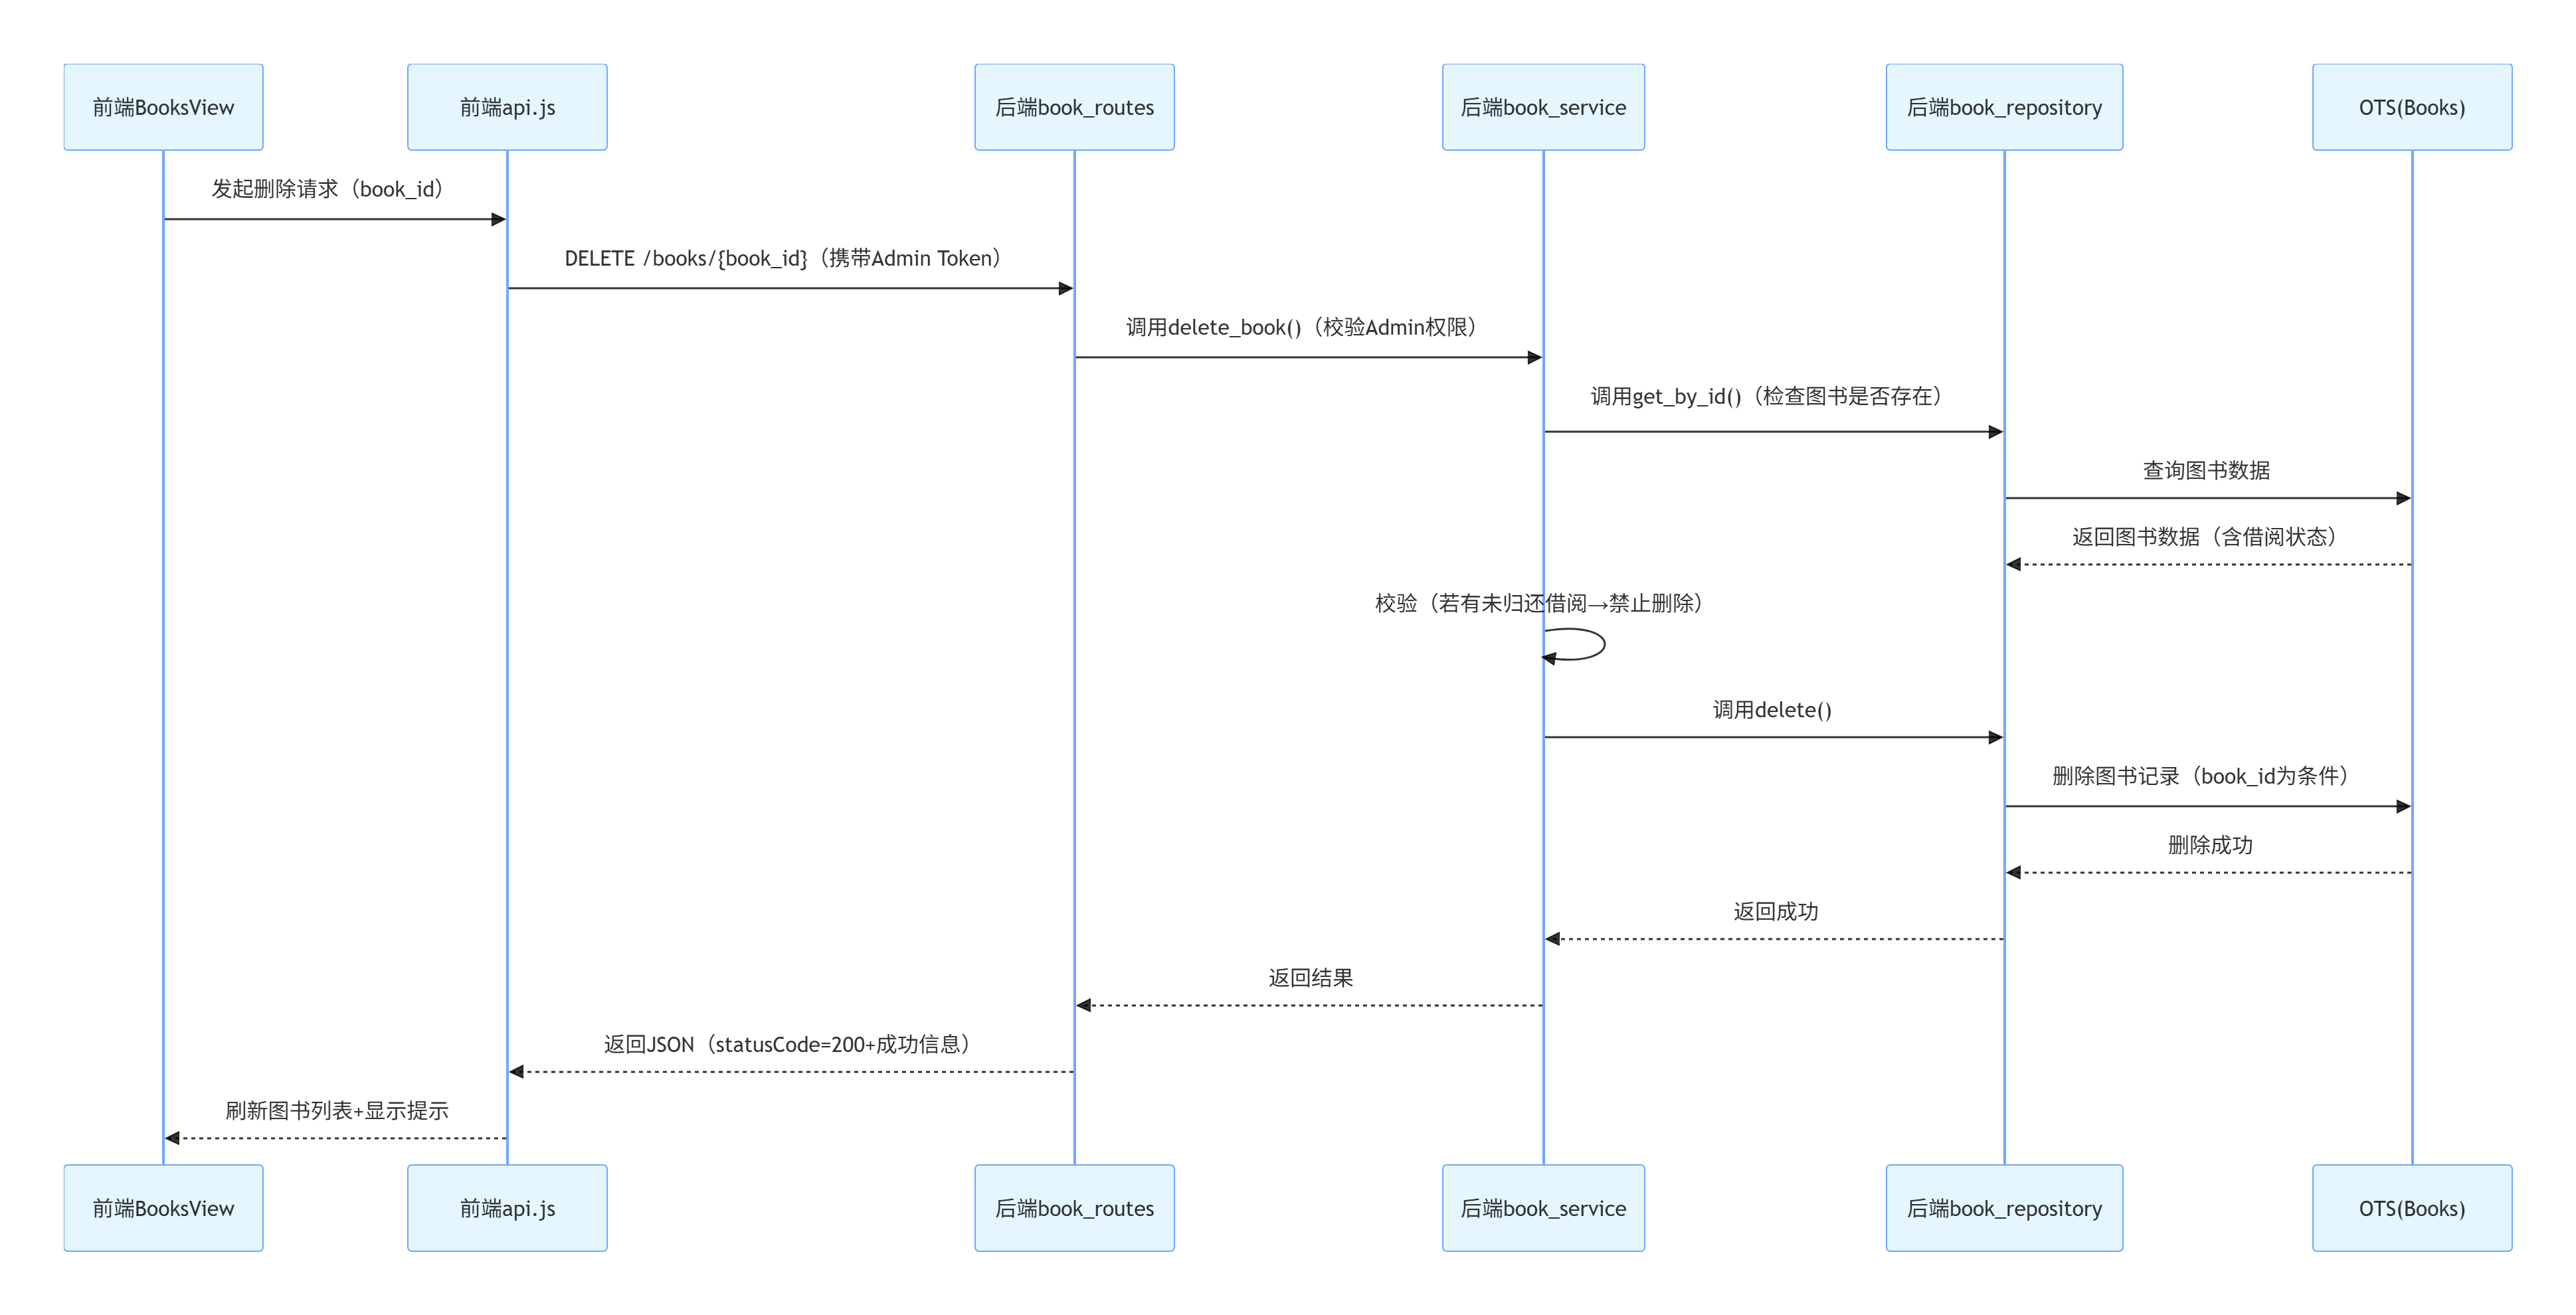 前端BooksView
前端api.js
后端book_routes
后端book_service
后端book_repository
OTS(Books)
发起删除请求（book_id）
DELETE /books/{book_id}（携带Admin Token）
调用delete_book()（校验Admin权限）
调用get_by_id()（检查图书是否存在）
查询图书数据
返回图书数据（含借阅状态）
校验（若有未归还借阅→禁止删除）
调用delete()
删除图书记录（book_id为条件）
删除成功
返回成功
返回结果
返回JSON（statusCode=200+成功信息）
刷新图书列表+显示提示
前端BooksView
前端api.js
后端book_routes
后端book_service
后端book_repository
OTS(Books)